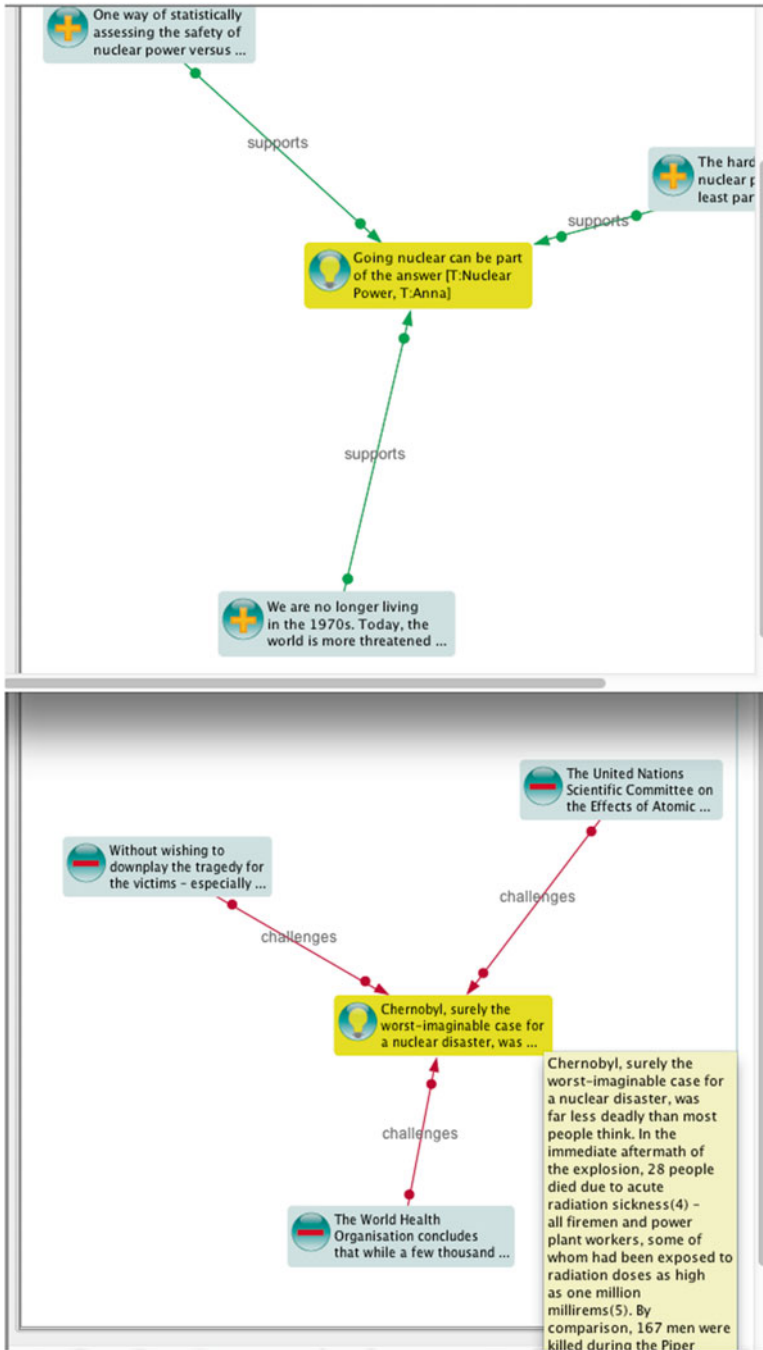 One way of statistically
assessing the safety of
nuclear power versus ...
supports
The hard
nuclear
least
supports
Going nuclear can be part
of the answer [T:Nuclear
Power, T:Anna]
supports
We are no longer living
in the 1970s. Today, the
world is more threatened ...
The United Nations
Scientific Committee on
the Effects of Atomic ...
Without wishing to
downplay the tragedy for
the victims – especially ...
challenges
challenges
Chernobyl, surely the
worst-imaginable case for
a nuclear disaster, was ...
challenges
The World Health
Organisation concludes
that while a few thousand ...
Chernobyl, surely the
worst-imaginable case for
a nuclear disaster, was
far less deadly than most
people think. In the
immediate aftermath of
the explosion, 28 people
died due to acute
radiation sickness(4) –
all firemen and power
plant workers, some of
whom had been exposed to
radiation doses as high
as one million
millirems(5). By
comparison, 167 men were
killed during the Piper